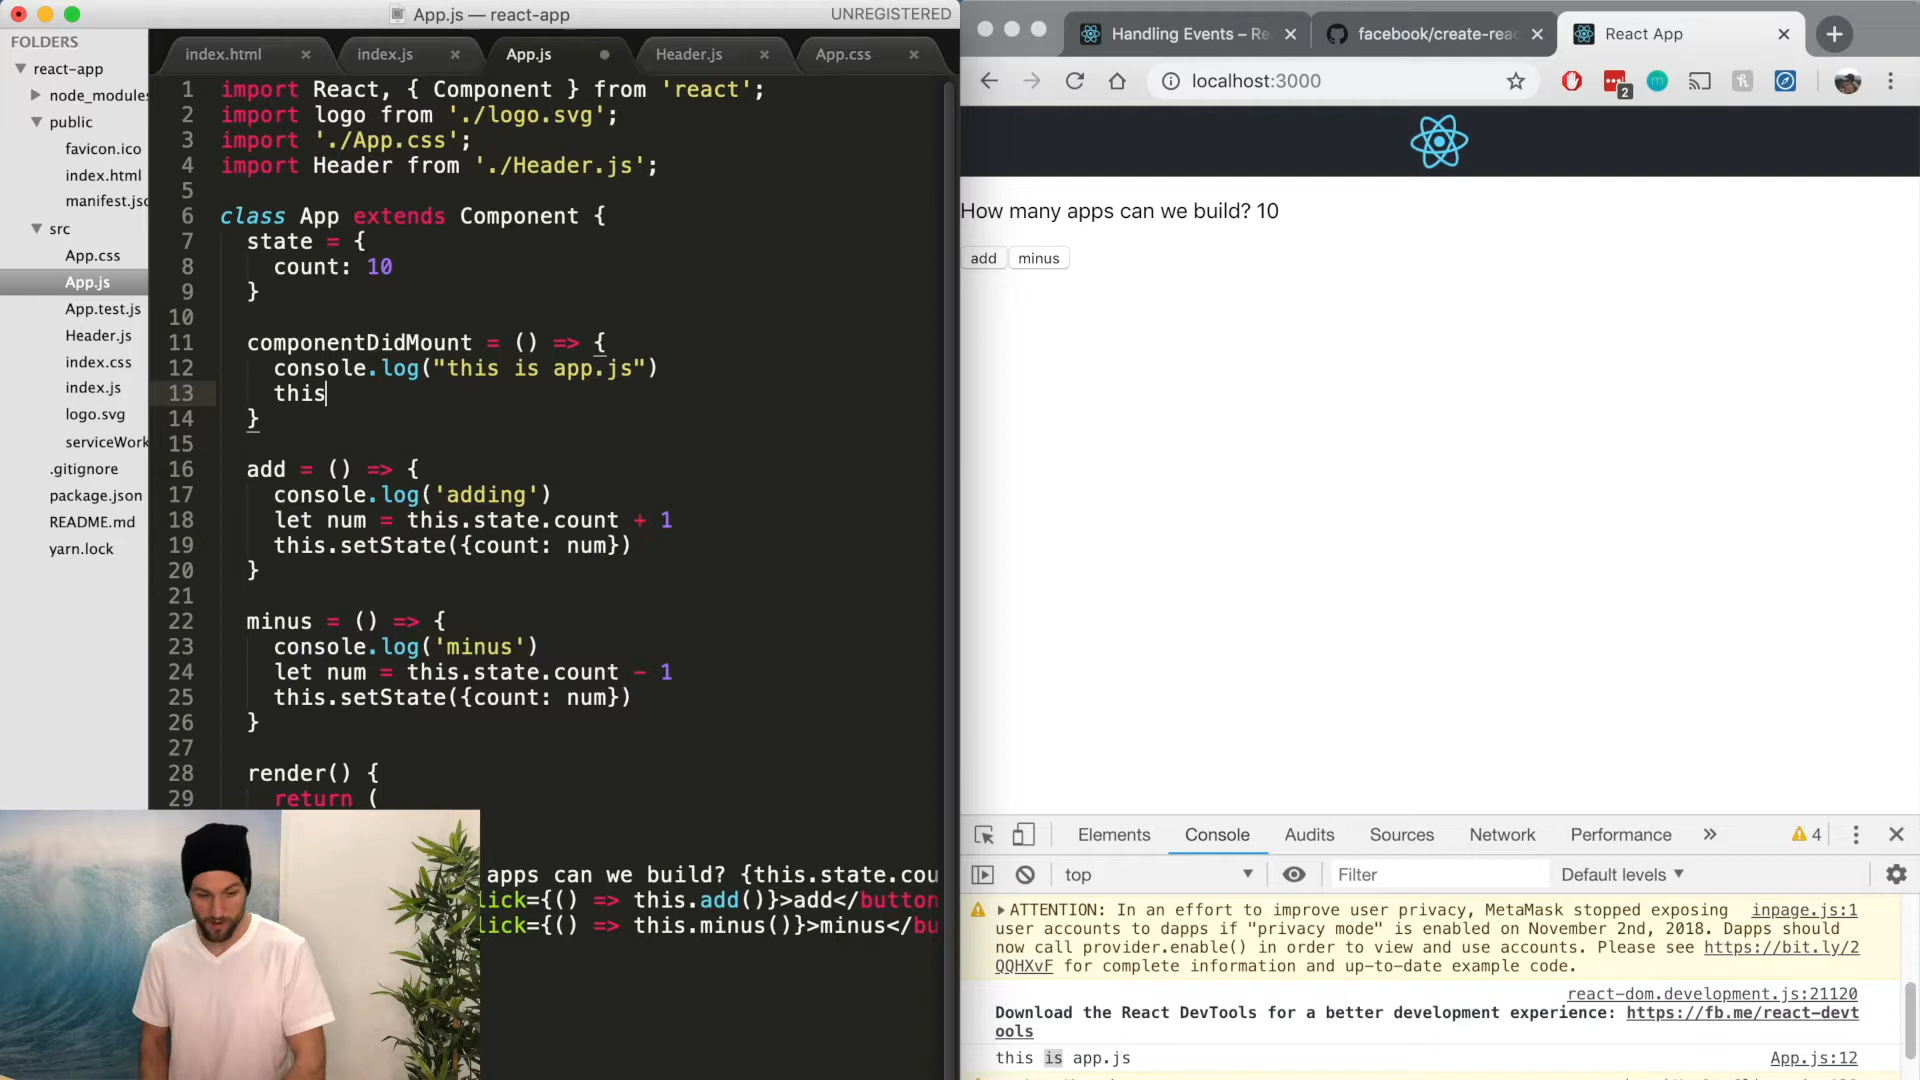 App.js — react-app
UNREGISTERED
FOLDERS
react-app
node_modules
public
favicon.ico
index.html
manifest.jsc
src
App.css
App.js
App.test.js
Header.js
index.css
index.js
logo.svg
serviceWork
.gitignore
package.json
README.md
yarn.lock
index.html × index.js × App.js Header.js × App.css ×
1 import React, { Component } from 'react';
2 import logo from './logo.svg';
3 import './App.css';
4 import Header from './Header.js';
5
6 class App extends Component {
7 state = {
8 count: 10
9 }
10
11 componentDidMount = () => {
12 console.log("this is app.js")
13 this
14 }
15
16 add = () => {
17 console.log('adding')
18 let num = this.state.count + 1
19 this.setState({count: num})
20 }
21
22 minus = () => {
23 console.log('minus')
24 let num = this.state.count - 1
25 this.setState({count: num})
26 }
27
28 render() {
29 return (
apps can we build? {this.state.cou
lick={() => this.add()}>add</button
lick={() => this.minus()}>minus</bu
Handling Events – Re × facebook/create-reac × React App ×
localhost:3000
2
How many apps can we build? 10
add minus
Elements Console Audits Sources Network Performance » 4
top Filter Default levels
ATTENTION: In an effort to improve user privacy, MetaMask stopped exposing inpage.js:1
user accounts to dapps if "privacy mode" is enabled on November 2nd, 2018. Dapps should
now call provider.enable() in order to view and use accounts. Please see https://bit.ly/2
QQHXvF for complete information and up-to-date example code.
react-dom.development.js:21120
Download the React DevTools for a better development experience: https://fb.me/react-devt
ools
this is app.js App.js:12